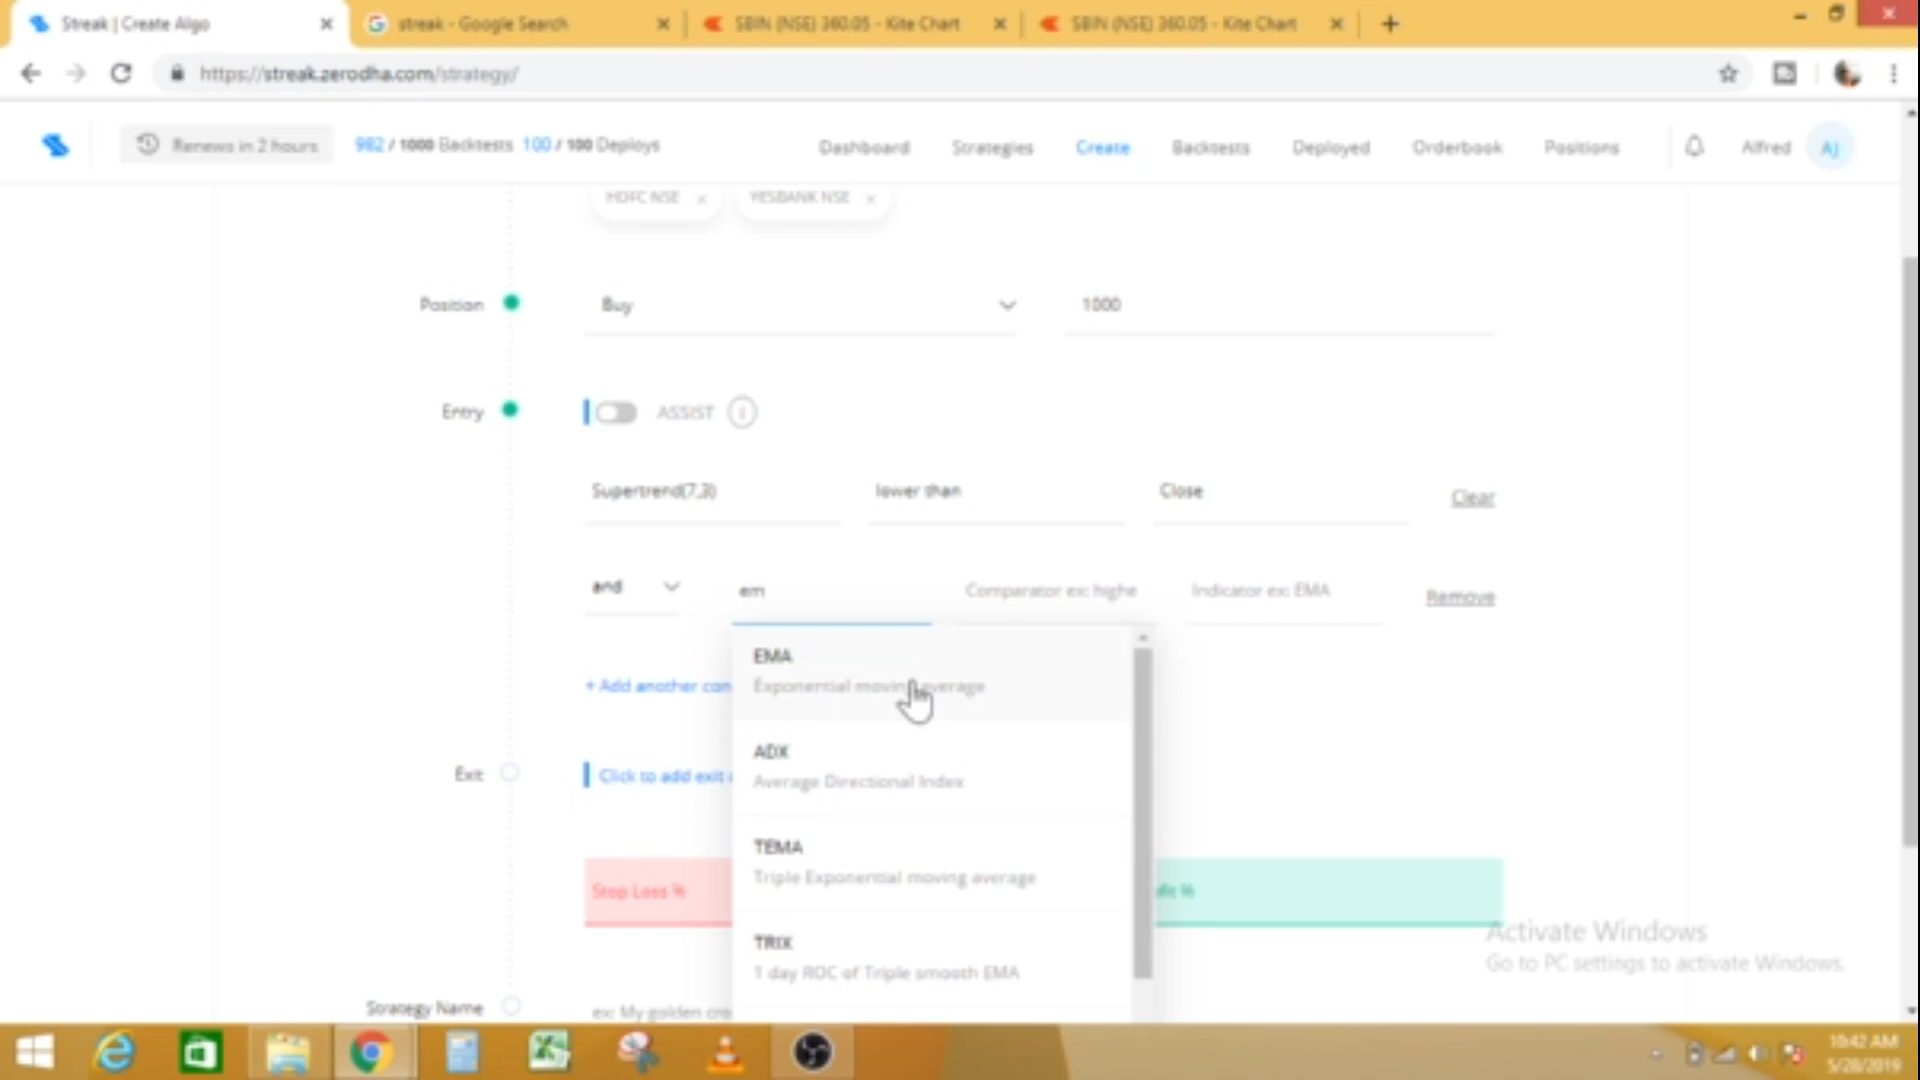 Streak | Create Algo
streak - Google Search
SBIN (NSE) 360.05 - Kite Chart
SBIN (NSE) 360.05 - Kite Chart
https://streak.zerodha.com/strategy/
Renews in 2 hours
982 / 1000 Backtests 100 / 100 Deploys
Dashboard
Strategies
Create
Backtests
Deployed
Orderbook
Positions
Alfred
AJ
HDFC NSE
YESBANK NSE
Position
Buy
1000
Entry
ASSIST
Supertrend(7,3)
lower than
Close
Clear
and
em
Comparator ex: highe
Indicator ex: EMA
Remove
EMA
Exponential moving average
+ Add another con
ADX
Average Directional Index
Exit
Click to add exit
TEMA
Triple Exponential moving average
Stop Loss %
fit %
TRIX
1 day ROC of Triple smooth EMA
Activate Windows
Go to PC settings to activate Windows.
Strategy Name
ex: My golden cro
10:42 AM
5/28/2019